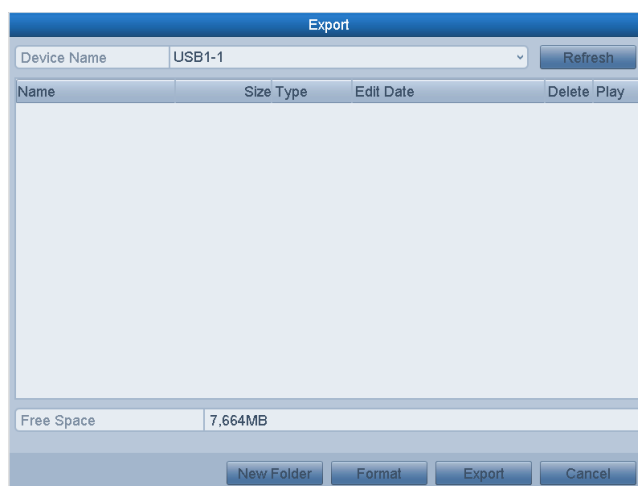 Export
Device Name USB1-1 Refresh
Name Size Type Edit Date Delete Play
Free Space 7,664MB
New Folder Format Export Cancel